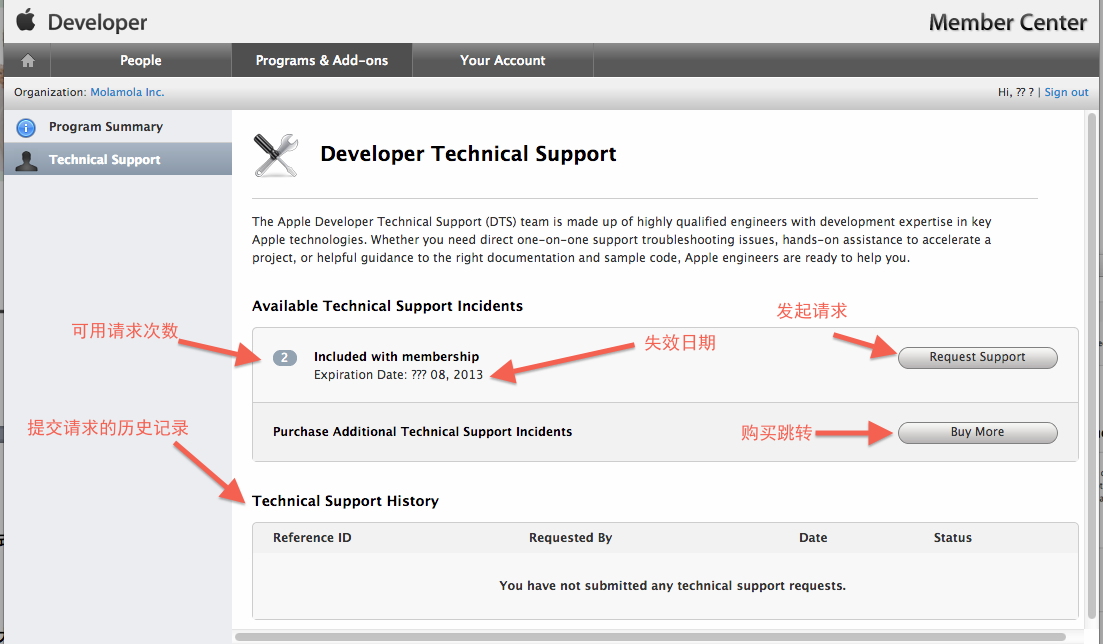 Developer
Member Center
People
Programs & Add-ons
Your Account
Organization: Molamola Inc.
Hi, ?? ? | Sign out
Program Summary
Technical Support
Developer Technical Support
The Apple Developer Technical Support (DTS) team is made up of highly qualified engineers with development expertise in key
Apple technologies. Whether you need direct one-on-one support troubleshooting issues, hands-on assistance to accelerate a
project, or helpful guidance to the right documentation and sample code, Apple engineers are ready to help you.
Available Technical Support Incidents
可用请求次数
发起请求
失效日期
2
Included with membership
Expiration Date: ??? 08, 2013
Request Support
提交请求的历史记录
Purchase Additional Technical Support Incidents
购买跳转
Buy More
Technical Support History
Reference ID
Requested By
Date
Status
You have not submitted any technical support requests.